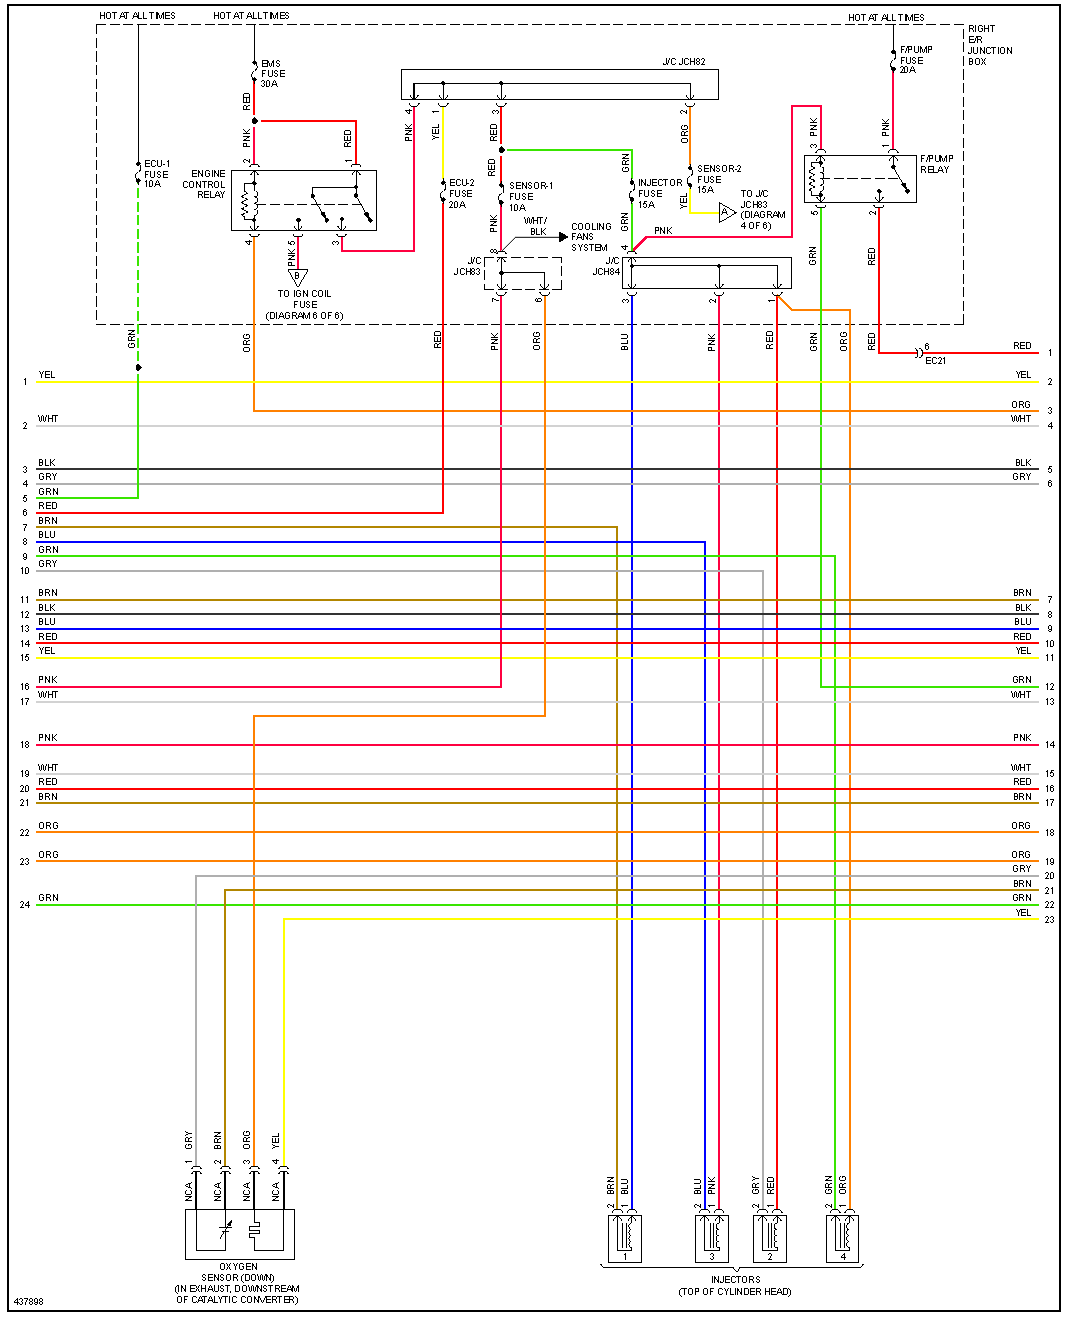 HOT AT ALL TIMES
HOT AT ALL TIMES
HOT AT ALL TIMES
RIGHT
E/R
JUNCTION
BOX
EMS
FUSE
30A
J/C JCH82
F/PUMP
FUSE
20A
RED
4
1
3
2
PNK
YEL
RED
ORG
PNK
RED
PNK
PNK
2
1
3
1
ECU-1
FUSE
10A
ENGINE
CONTROL
RELAY
ECU-2
FUSE
20A
RED
SENSOR-1
FUSE
10A
GRN
INJECTOR
FUSE
15A
SENSOR-2
FUSE
15A
F/PUMP
RELAY
YEL
A
TO J/C
JCH83
(DIAGRAM
4 OF 6)
4
5
3
PNK
PNK
WHT/
BLK
COOLING
FANS
SYSTEM
GRN
PNK
5
2
8
4
B
TO IGN COIL
FUSE
(DIAGRAM 6 OF 6)
J/C
JCH83
J/C
JCH84
GRN
RED
7
6
3
2
1
GRN
ORG
RED
PNK
ORG
BLU
PNK
RED
GRN
ORG
RED
6
EC21
RED 1
1 YEL
YEL 2
ORG 3
2 WHT
WHT 4
3 BLK
BLK 5
4 GRY
GRY 6
5 GRN
6 RED
7 BRN
8 BLU
9 GRN
10 GRY
11 BRN
BRN 7
12 BLK
BLK 8
13 BLU
BLU 9
14 RED
RED 10
15 YEL
YEL 11
16 PNK
GRN 12
17 WHT
WHT 13
18 PNK
PNK 14
19 WHT
WHT 15
20 RED
RED 16
21 BRN
BRN 17
22 ORG
ORG 18
23 ORG
ORG 19
GRY 20
BRN 21
24 GRN
GRN 22
YEL 23
GRY
BRN
ORG
YEL
1
2
3
4
NCA
NCA
NCA
NCA
BRN
BLU
BLU
PNK
GRY
RED
GRN
ORG
2
1
2
1
2
1
2
1
1
3
2
4
OXYGEN
SENSOR (DOWN)
(IN EXHAUST, DOWNSTREAM
OF CATALYTIC CONVERTER)
INJECTORS
(TOP OF CYLINDER HEAD)
437898